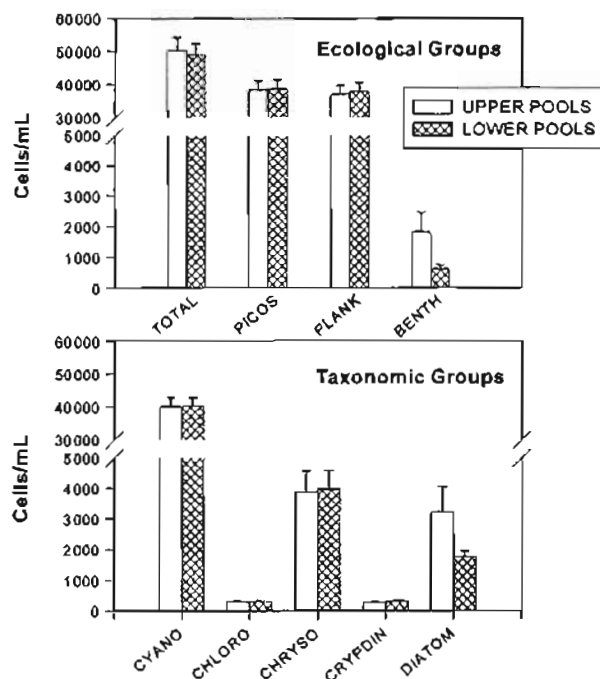 Ecological Groups
60000
50000
40000
30000
5000
4000
3000
2000
1000
0
Cells/mL
UPPER POOLS
LOWER POOLS
TOTAL
PICOS
PLANK
BENTH
Taxonomic Groups
60000
50000
40000
30000
5000
4000
3000
2000
1000
0
Cells/mL
CYANO
CHLORO
CHRYSO
CRYPDIN
DIATOM